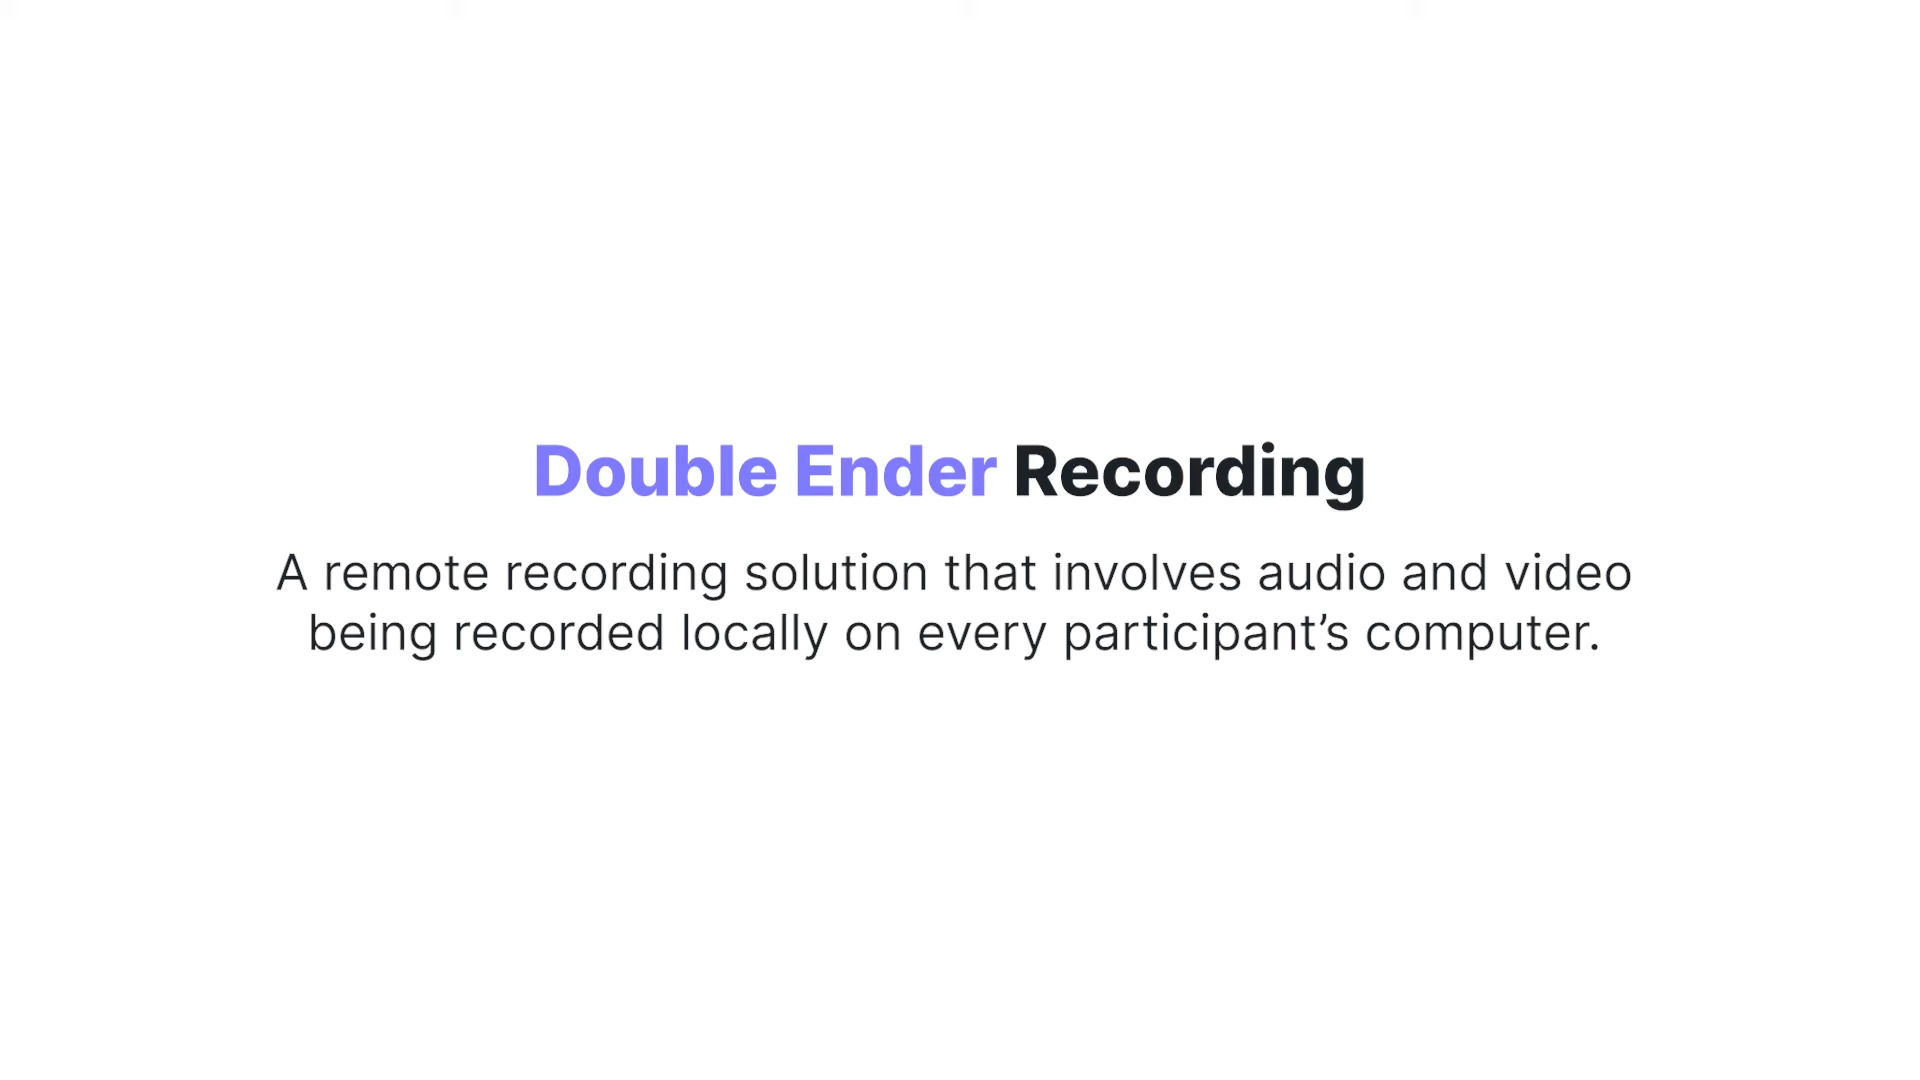 Double Ender Recording
A remote recording solution that involves audio and video
being recorded locally on every participant’s computer.